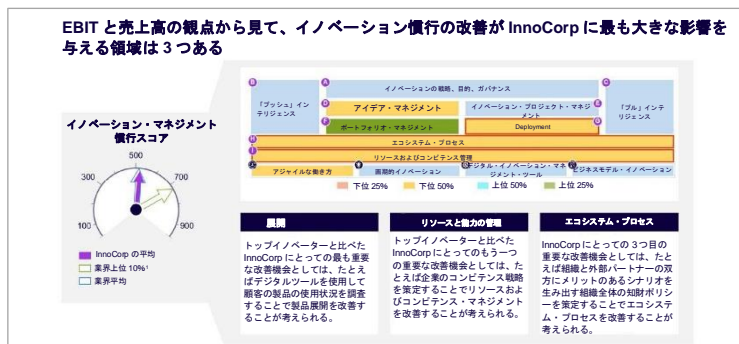 EBIT と売上高の観点から見て、イノベーション慣行の改善が InnoCorp に最も大きな影響を
与える領域は 3 つある
イノベーション・マネジメント
慣行スコア
500
300
700
100
900
InnoCorp の平均
業界上位 10%¹
業界平均
B
A
C
イノベーションの戦略、目的、ガバナンス
「プッシュ」イン
テリジェンス
「プル」インテ
リジェンス
D
アイデア・マネジメント
イノベーション・プロジェクト・マネジ
メント
E
F
ポートフォリオ・マネジメント
Deployment
G
H
エコシステム・プロセス
I
リソースおよびコンピテンス管理
アジャイルな働き方
画期的イノベーション
デジタル・イノベーション・マネ
ジメント・ツール
ビジネスモデル・イノベーション
下位 25%
下位 50%
上位 50%
上位 25%
展開
トップイノベーターと比べた
InnoCorp にとっての最も重要
な改善機会としては、たとえ
ばデジタルツールを使用して
顧客の製品の使用状況を調査
することで製品展開を改善す
ることが考えられる。
リソースと能力の管理
トップイノベーターと比べた
InnoCorp にとってのもう一つ
の重要な改善機会としては、た
とえば企業のコンピテンス戦略
を策定することでリソースおよ
びコンピテンス・マネジメント
を改善することが考えられる。
エコシステム・プロセス
InnoCorp にとっての 3つ目の
重要な改善機会としては、たと
えば組織と外部パートナーの双
方にメリットのあるシナリオを
生み出す組織全体の知財ポリシ
ーを策定することでエコシステ
ム・プロセスを改善することが
考えられる。